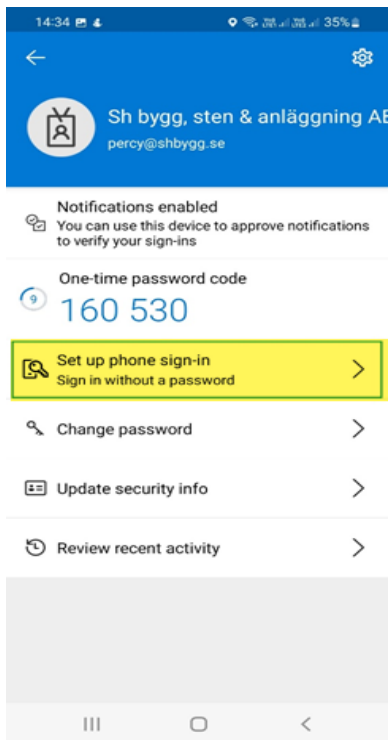 14:34 35%
Sh bygg, sten & anläggning AB
percy@shbygg.se
Notifications enabled
You can use this device to approve notifications
to verify your sign-ins
One-time password code
9
160 530
Set up phone sign-in
Sign in without a password
Change password
Update security info
Review recent activity